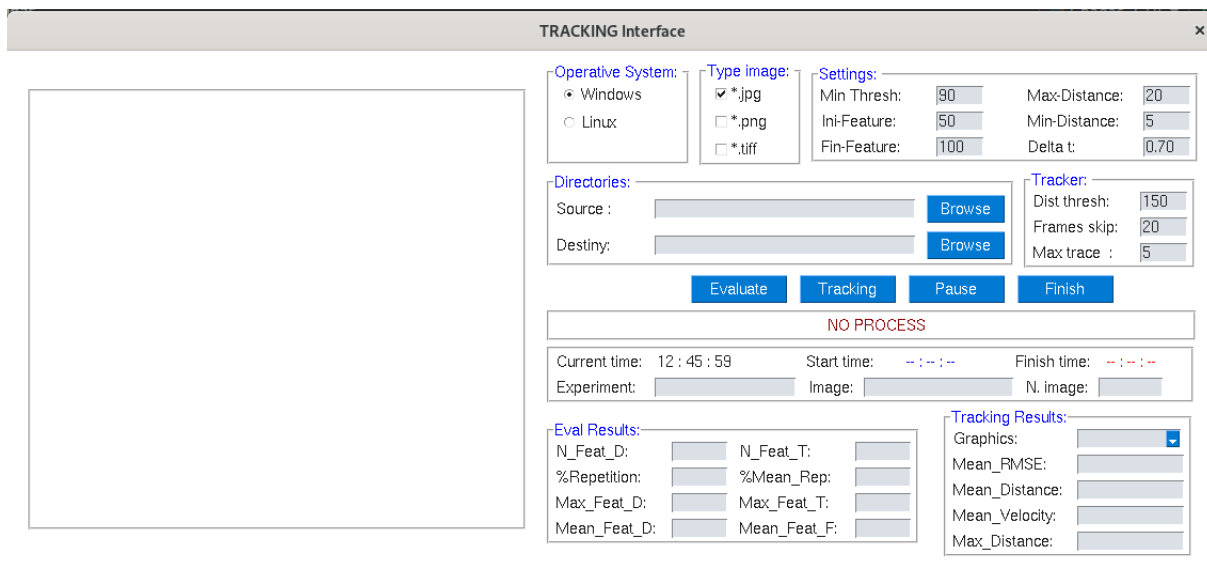 TRACKING Interface
×
Operative System:
Windows
Linux
Type image:
*.jpg
*.png
*.tiff
Settings:
Min Thresh: 90 Max-Distance: 20
Ini-Feature: 50 Min-Distance: 5
Fin-Feature: 100 Delta t: 0.70
Directories:
Source : Browse
Destiny: Browse
Tracker:
Dist thresh: 150
Frames skip: 20
Max trace : 5
Evaluate Tracking Pause Finish
NO PROCESS
Current time: 12 : 45 : 59 Start time: -- : -- : -- Finish time: -- : -- : --
Experiment: Image: N. image:
Eval Results:
N_Feat_D: N_Feat_T:
%Repetition: %Mean_Rep:
Max_Feat_D: Max_Feat_T:
Mean_Feat_D: Mean_Feat_F:
Tracking Results:
Graphics:
Mean_RMSE:
Mean_Distance:
Mean_Velocity:
Max_Distance: